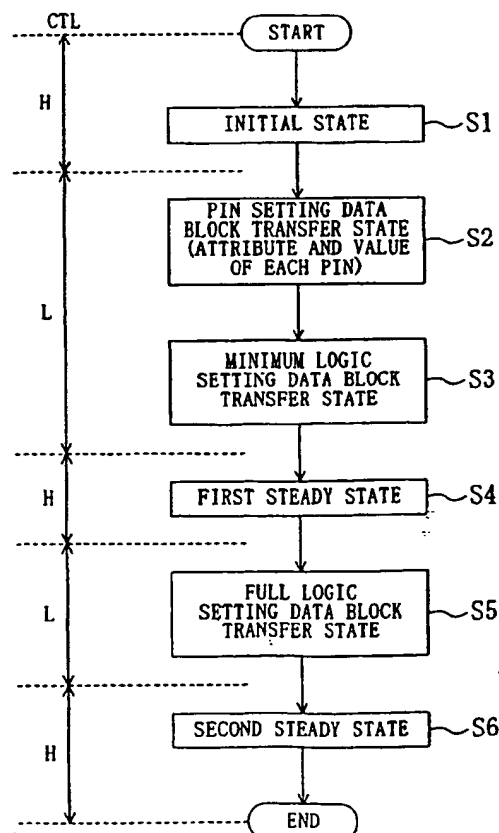 CTL
START
H
INITIAL STATE
S1
PIN SETTING DATA
BLOCK TRANSFER STATE
(ATTRIBUTE AND VALUE
OF EACH PIN)
S2
L
MINIMUM LOGIC
SETTING DATA BLOCK
TRANSFER STATE
S3
H
FIRST STEADY STATE
S4
L
FULL LOGIC
SETTING DATA BLOCK
TRANSFER STATE
S5
H
SECOND STEADY STATE
S6
END